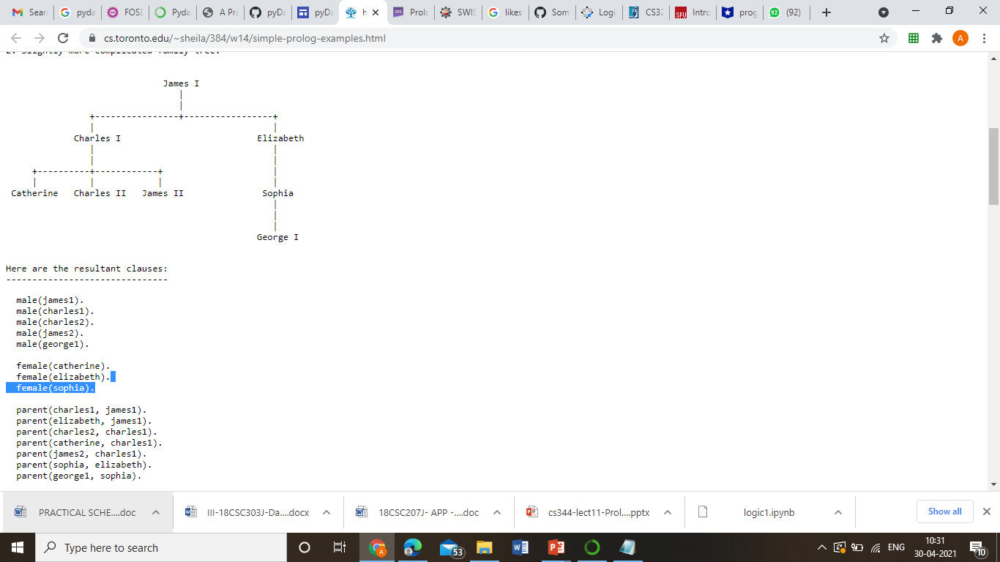 Sear
pyda
FOSI
Pyda
A Pra
pyDa
pyDa
h
Prolo
SWIS
likes
Som
Logi
CS32
Intro
prog
(92)
cs.toronto.edu/~sheila/384/w14/simple-prolog-examples.html
A
2. Slightly more complicated family tree.
James I
|
|
+----------------+-----------------+
| |
Charles I Elizabeth
| |
| |
+----------+------------+ |
| | | |
Catherine Charles II James II Sophia
|
|
|
George I
Here are the resultant clauses:
-------------------------------
male(james1).
male(charles1).
male(charles2).
male(james2).
male(george1).
female(catherine).
female(elizabeth).
female(sophia).
parent(charles1, james1).
parent(elizabeth, james1).
parent(charles2, charles1).
parent(catherine, charles1).
parent(james2, charles1).
parent(sophia, elizabeth).
parent(george1, sophia).
PRACTICAL SCHE....doc
III-18CSC303J-Da....docx
18CSC207J- APP -....doc
cs344-lect11-Prol....pptx
logic1.ipynb
Show all
Type here to search
53
ENG
10:31
30-04-2021
10